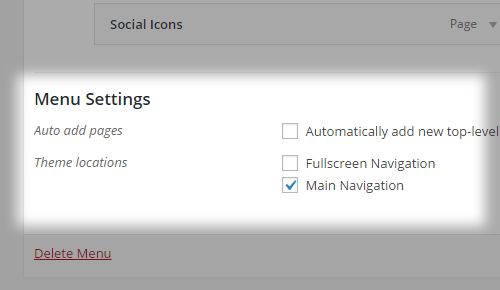 Social Icons Page
Menu Settings
Auto add pages Automatically add new top-level
Theme locations Fullscreen Navigation
Main Navigation
Delete Menu